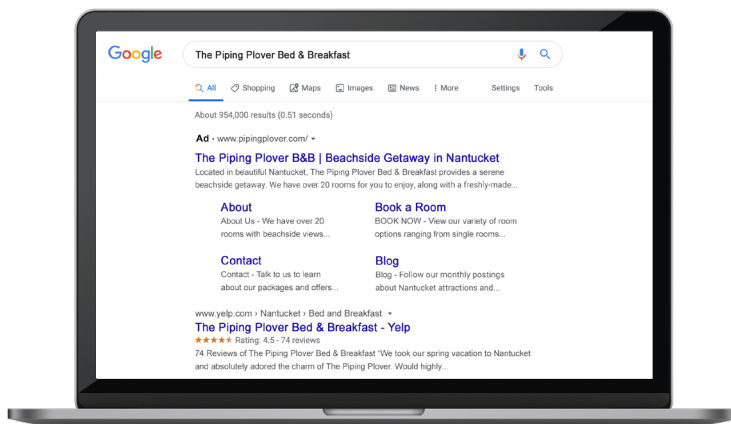 Google
The Piping Plover Bed & Breakfast
All Shopping Maps Images News More Settings Tools
About 954,000 results (0.51 seconds)
Ad · www.pipingplover.com/
The Piping Plover B&B | Beachside Getaway in Nantucket
Located in beautiful Nantucket, The Piping Plover Bed & Breakfast provides a serene
beachside getaway. We have over 20 rooms for you to enjoy, along with a freshly-made...
About
About Us - We have over 20
rooms with beachside views...
Book a Room
BOOK NOW - View our variety of room
options ranging from single rooms...
Contact
Contact - Talk to us to learn
about our packages and offers...
Blog
Blog - Follow our monthly postings
about Nantucket attractions and...
www.yelp.com › Nantucket › Bed and Breakfast
The Piping Plover Bed & Breakfast - Yelp
Rating: 4.5 - 74 reviews
74 Reviews of The Piping Plover Bed & Breakfast "We took our spring vacation to Nantucket
and absolutely adored the charm of The Piping Plover. Would highly...